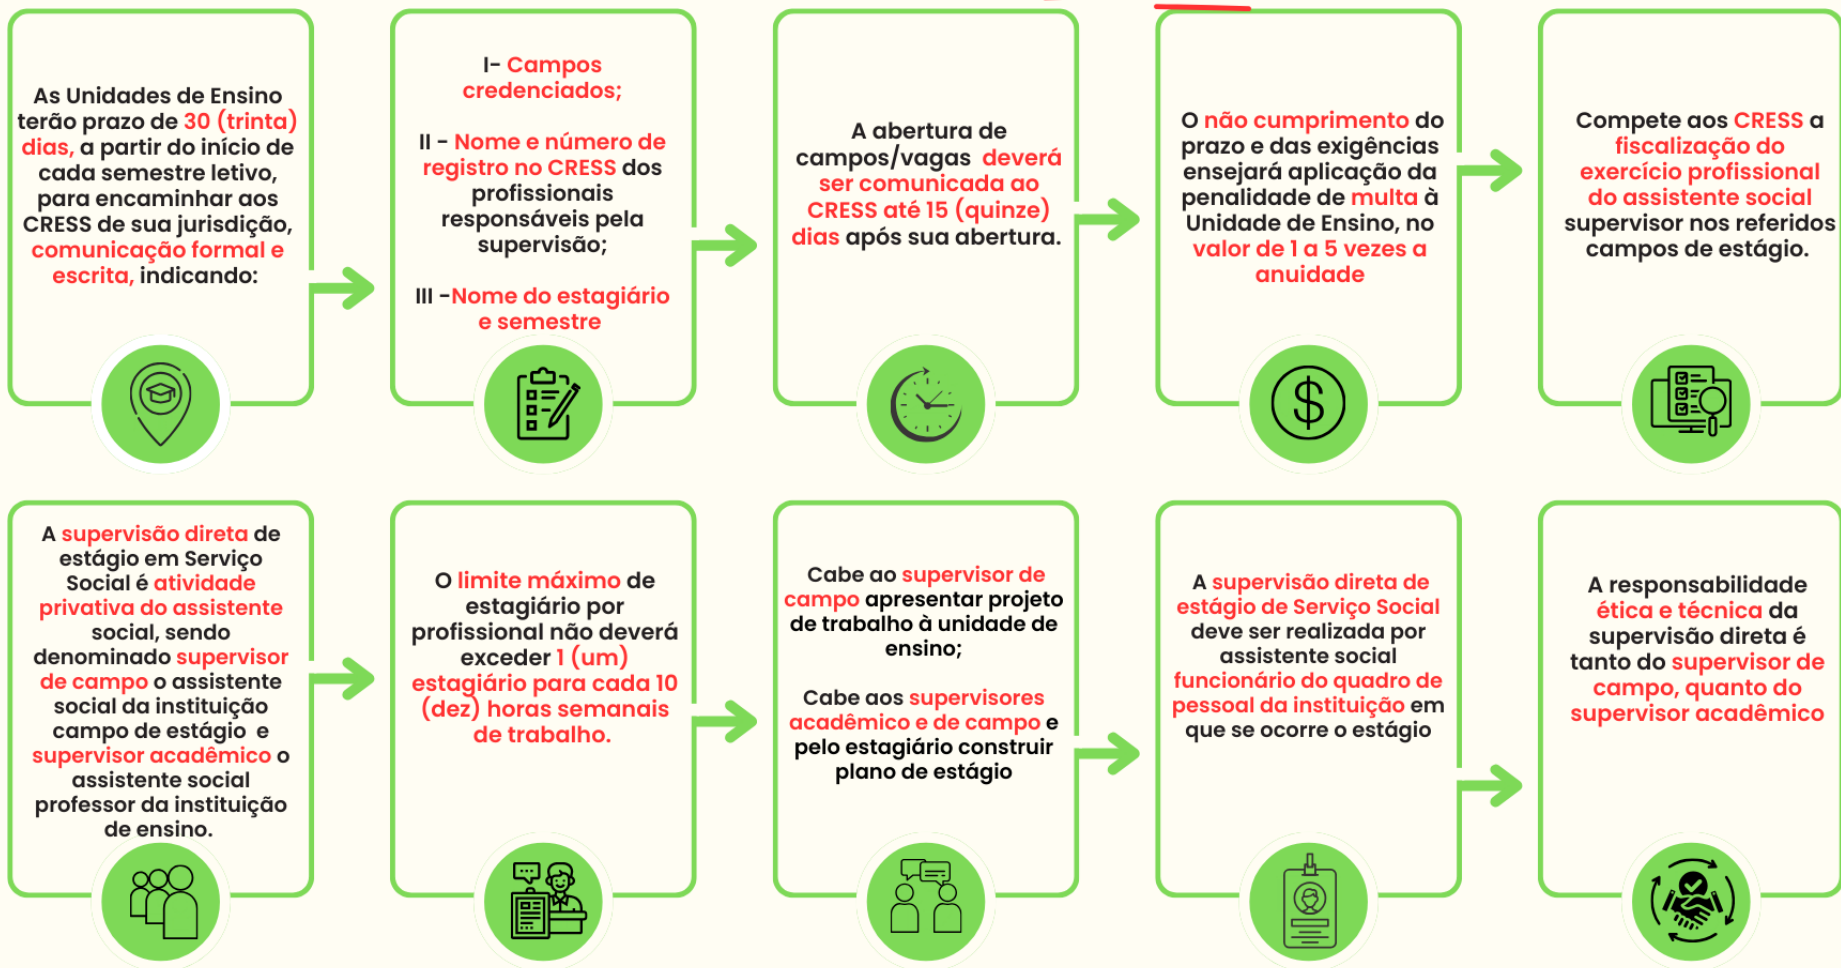 As Unidades de Ensino
terão prazo de 30 (trinta)
dias, a partir do início de
cada semestre letivo,
para encaminhar aos
CRESS de sua jurisdição,
comunicação formal e
escrita, indicando:
I- Campos
credenciados;
II - Nome e número de
registro no CRESS dos
profissionais
responsáveis pela
supervisão;
III -Nome do estagiário
e semestre
A abertura de
campos/vagas deverá
ser comunicada ao
CRESS até 15 (quinze)
dias após sua abertura.
O não cumprimento do
prazo e das exigências
ensejará aplicação da
penalidade de multa à
Unidade de Ensino, no
valor de 1 a 5 vezes a
anuidade
Compete aos CRESS a
fiscalização do
exercício profissional
do assistente social
supervisor nos referidos
campos de estágio.
A supervisão direta de
estágio em Serviço
Social é atividade
privativa do assistente
social, sendo
denominado supervisor
de campo o assistente
social da instituição
campo de estágio e
supervisor acadêmico o
assistente social
professor da instituição
de ensino.
O limite máximo de
estagiário por
profissional não deverá
exceder 1 (um)
estagiário para cada 10
(dez) horas semanais
de trabalho.
Cabe ao supervisor de
campo apresentar projeto
de trabalho à unidade de
ensino;
Cabe aos supervisores
acadêmico e de campo e
pelo estagiário construir
plano de estágio
A supervisão direta de
estágio de Serviço Social
deve ser realizada por
assistente social
funcionário do quadro de
pessoal da instituição em
que se ocorre o estágio
A responsabilidade
ética e técnica da
supervisão direta é
tanto do supervisor de
campo, quanto do
supervisor acadêmico